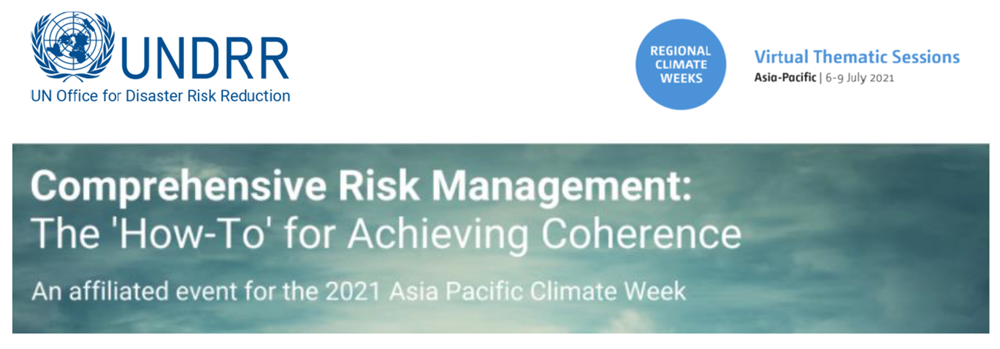 UNDRR
UN Office for Disaster Risk Reduction
REGIONAL
CLIMATE
WEEKS
Virtual Thematic Sessions
Asia-Pacific | 6-9 July 2021
Comprehensive Risk Management:
The 'How-To' for Achieving Coherence
An affiliated event for the 2021 Asia Pacific Climate Week